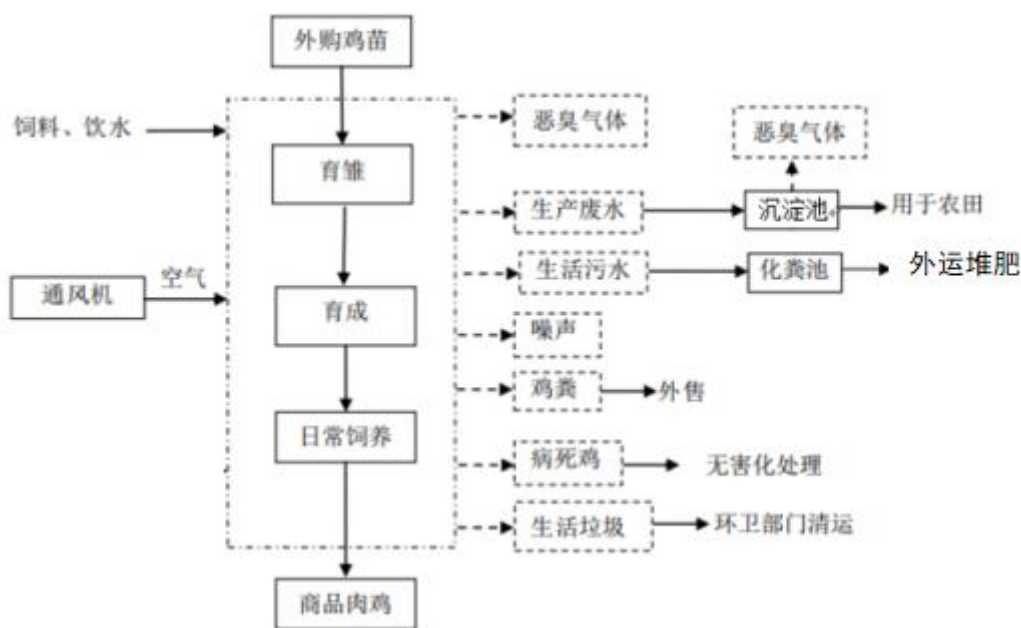 外购鸡苗
饲料、饮水
恶臭气体
恶臭气体
育雏
生产废水
沉淀池
用于农田
生活污水
化粪池
外运堆肥
空气
通风机
育成
噪声
鸡粪
外售
日常饲养
病死鸡
无害化处理
生活垃圾
环卫部门清运
商品肉鸡